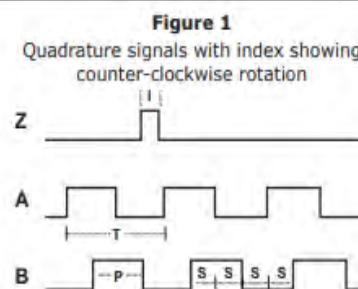 Figure 1
Quadrature signals with index showing
counter-clockwise rotation
I
Z
A
T
B
P
S S S S